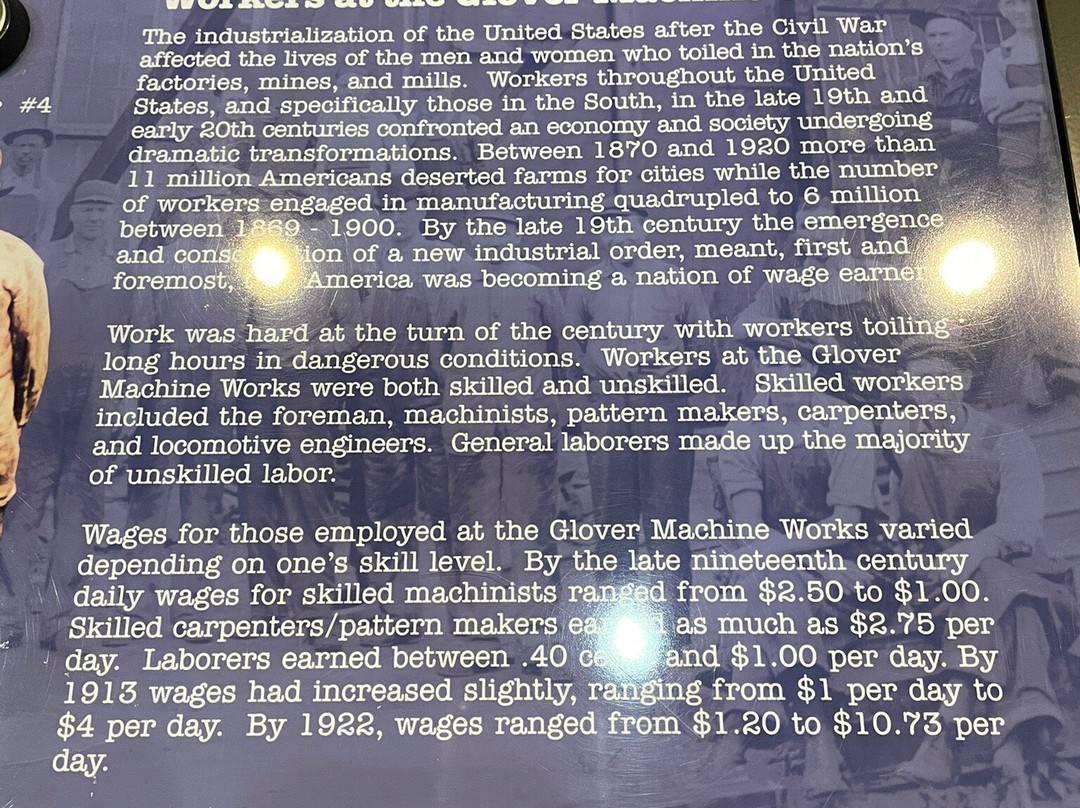 Workers at the Glover Machine
#4
The industrialization of the United States after the Civil War
affected the lives of the men and women who toiled in the nation's
factories, mines, and mills. Workers throughout the United
States, and specifically those in the South, in the late 19th and
early 20th centuries confronted an economy and society undergoing
dramatic transformations. Between 1870 and 1920 more than
11 million Americans deserted farms for cities while the number
of workers engaged in manufacturing quadrupled to 6 million
between 1869 - 1900. By the late 19th century the emergence
and of a new industrial order, meant, first and
foremost, America was becoming a nation of wage
Work was hard at the turn of the century with workers toiling
long hours in dangerous conditions. Workers at the Glover
Machine Works were both skilled and unskilled. Skilled workers
included the foreman, machinists, pattern makers, carpenters,
and locomotive engineers. General laborers made up the majority
of unskilled labor.
Wages for those employed at the Glover Machine Works varied
depending on one's skill level. By the late nineteenth century
daily wages for skilled machinists ranged from $2.50 to $1.00.
Skilled carpenters/pattern makers as much as $2.75 per
day. Laborers earned between .40 and $1.00 per day. By
1913 wages had increased slightly, ranging from $1 per day to
$4 per day. By 1922, wages ranged from $1.20 to $10.73 per
day.